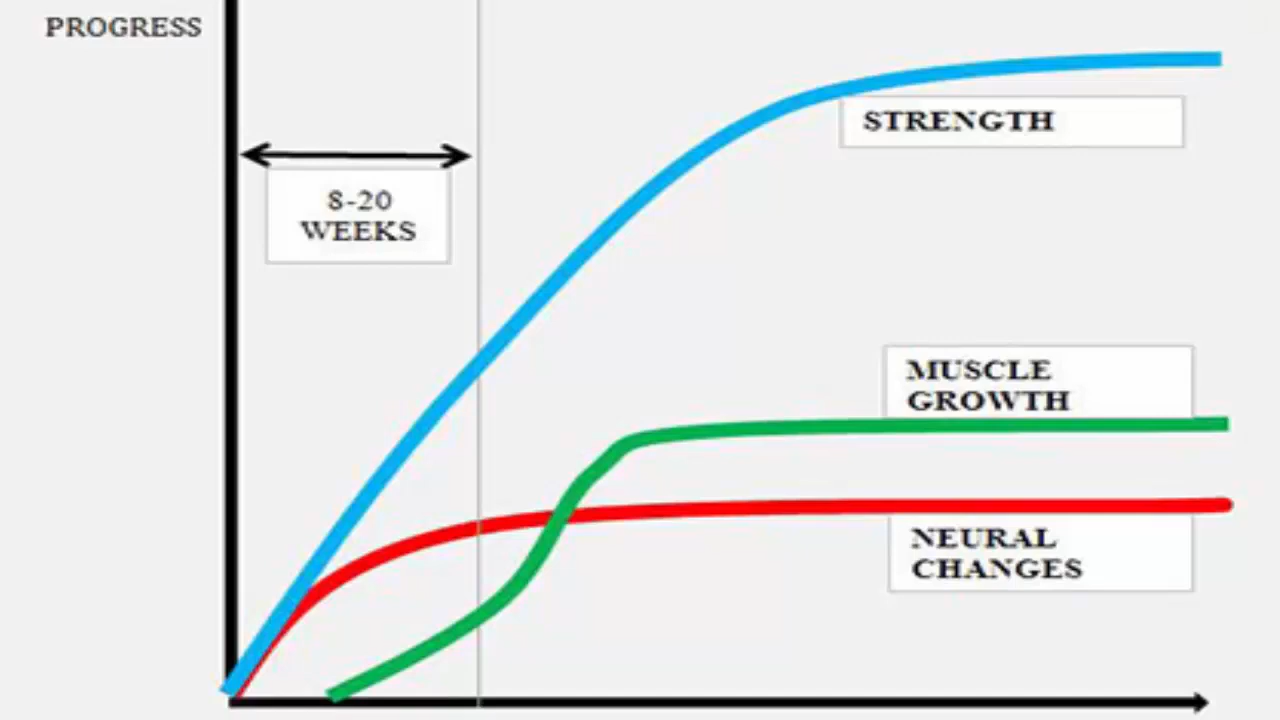 PROGRESS
STRENGTH
8-20
WEEKS
MUSCLE
GROWTH
NEURAL
CHANGES